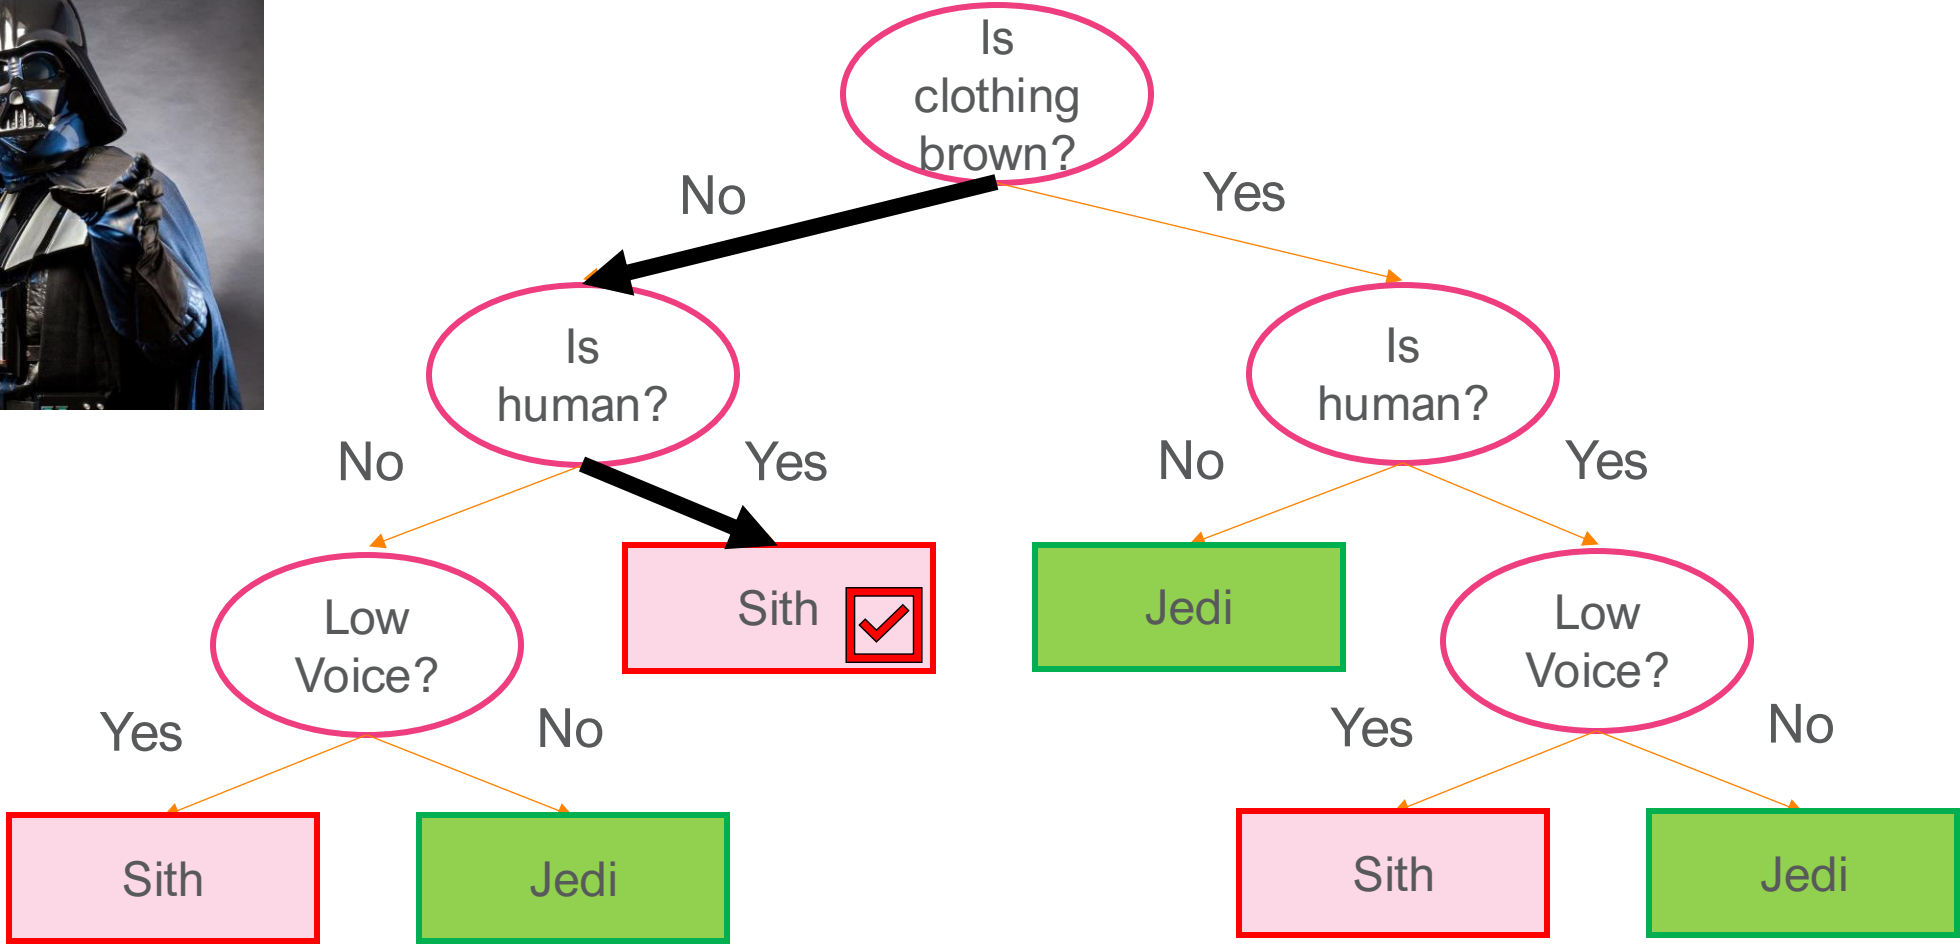 Is
clothing
brown?
No
Yes
Is
human?
Is
human?
No
Yes
No
Yes
Sith
Jedi
Low
Voice?
Low
Voice?
Yes
No
Yes
No
Sith
Jedi
Sith
Jedi